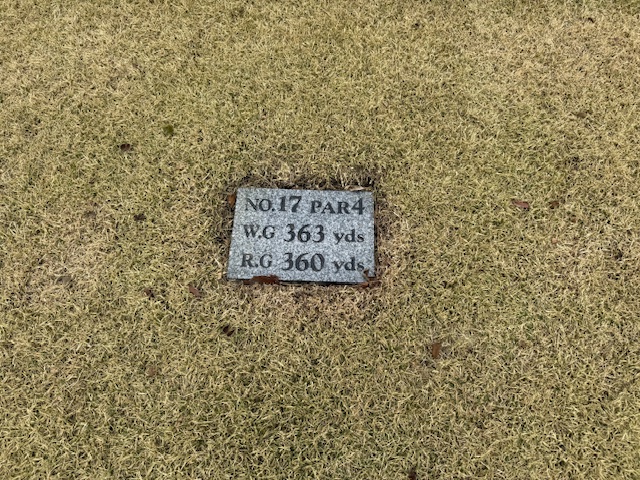 NO.17 PAR4
W.G 363 yds
R.G 360 yds